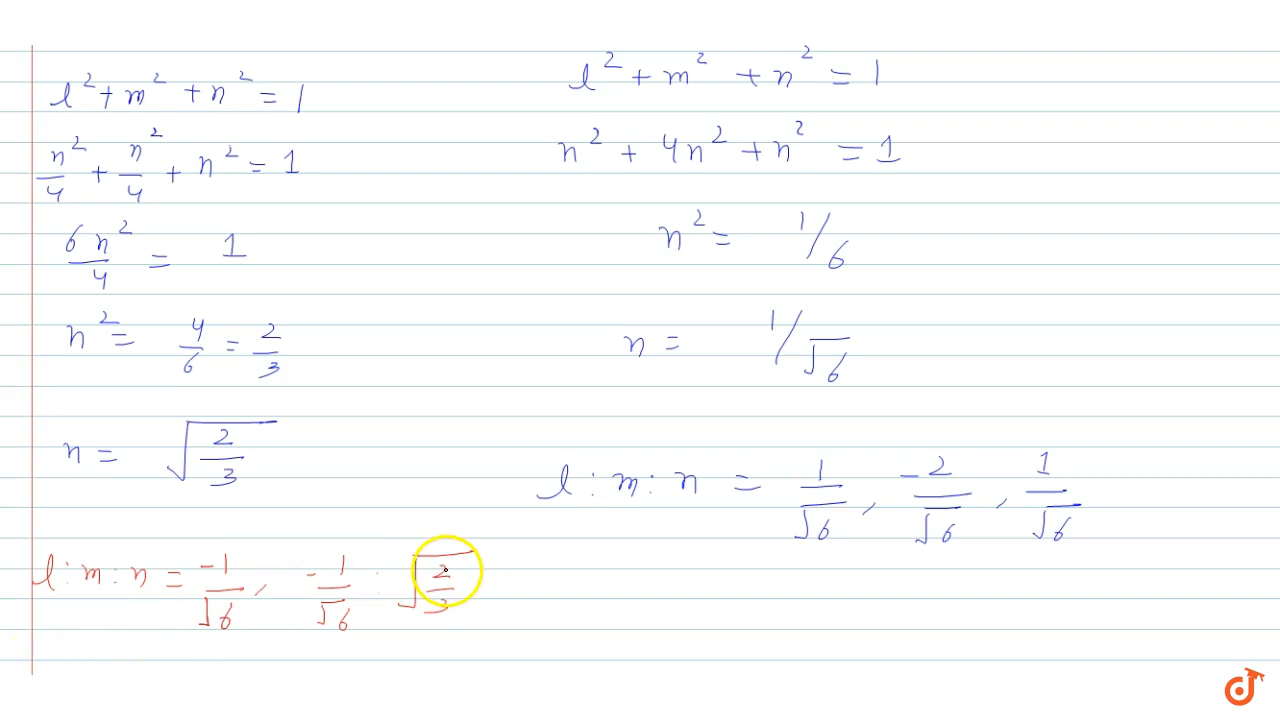 l² + m² + n² = 1
n²/4 + n²/4 + n² = 1
6n²/4 = 1
n² = 4/6 = 2/3
n = √(2/3)
l : m : n = -1/√6, -1/√6 : √(2/3)
l² + m² + n² = 1
n² + 4n² + n² = 1
n² = 1/6
n = 1/√6
l : m : n = 1/√6, -2/√6, 1/√6